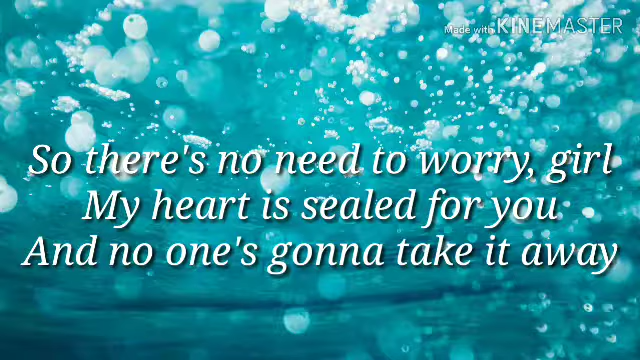 Made with KINEMASTER
So there's no need to worry, girl
My heart is sealed for you
And no one's gonna take it away